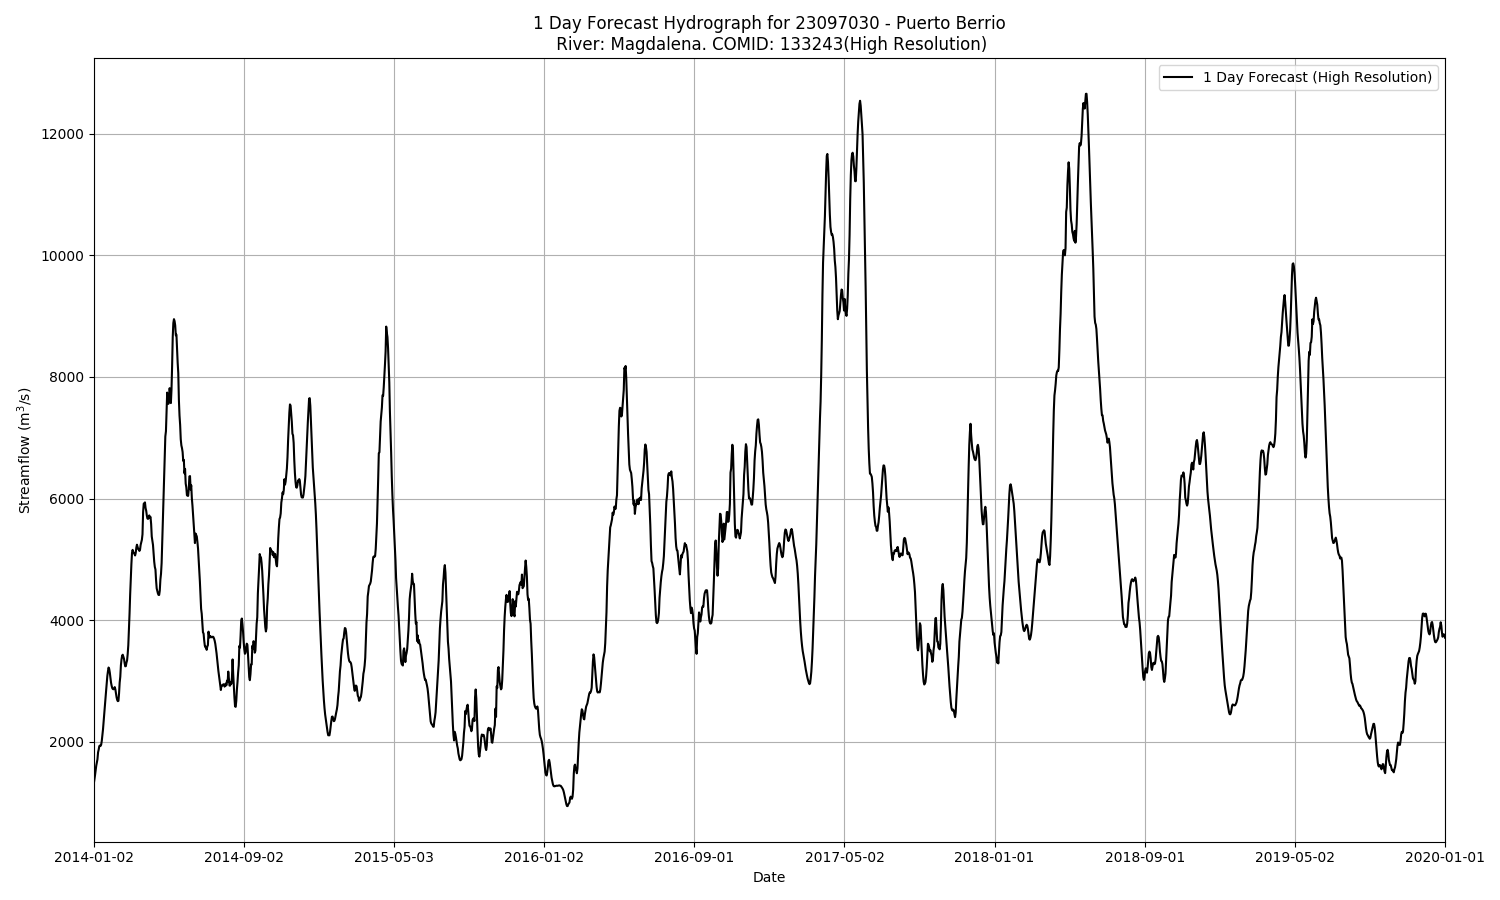 1 Day Forecast Hydrograph for 23097030 - Puerto Berrio
River: Magdalena. COMID: 133243(High Resolution)
1 Day Forecast (High Resolution)
Streamflow (m³/s)
12000
10000
8000
6000
4000
2000
2014-01-02 2014-09-02 2015-05-03 2016-01-02 2016-09-01 2017-05-02 2018-01-01 2018-09-01 2019-05-02 2020-01-01
Date